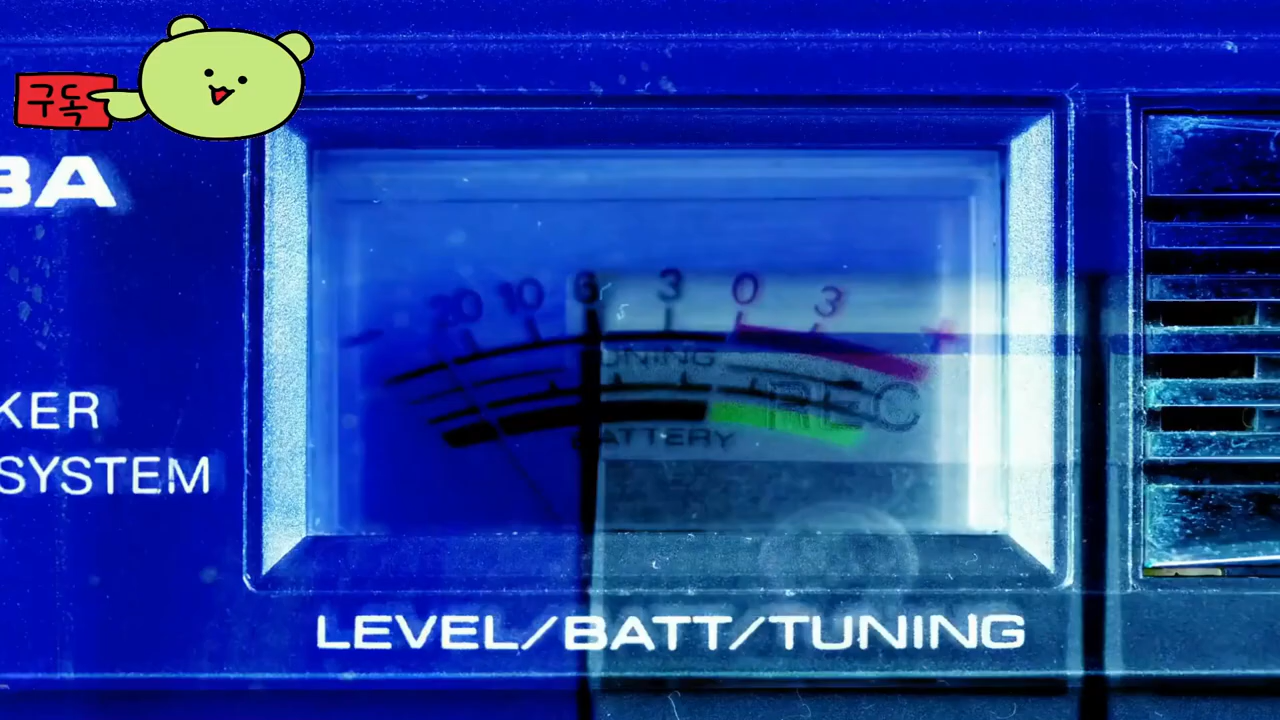 구독
BA
20 10 6 3 0 3
- +
TUNING
REC
BATTERY
KER
SYSTEM
LEVEL/BATT/TUNING